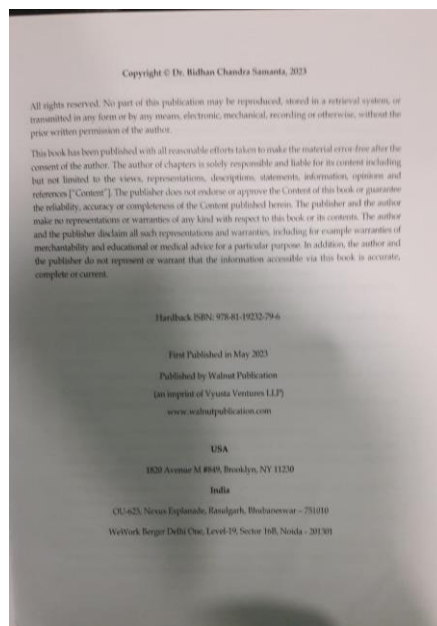 Copyright © Dr. Bidhan Chandra Samanta, 2023
All rights reserved. No part of this publication may be reproduced, stored in a retrieval system, or
transmitted in any form or by any means, electronic, mechanical, recording or otherwise, without the
prior written permission of the author.
This book has been published with all reasonable efforts taken to make the material error-free after the
consent of the author. The author of chapters is solely responsible and liable for its content including
but not limited to the views, representations, descriptions, statements, information, opinions and
references ["Content"]. The publisher does not endorse or approve the Content of this book or guarantee
the reliability, accuracy or completeness of the Content published herein. The publisher and the author
make no representations or warranties of any kind with respect to this book or its contents. The author
and the publisher disclaim all such representations and warranties, including for example warranties of
merchantability and educational or medical advice for a particular purpose. In addition, the author and
the publisher do not represent or warrant that the information accessible via this book is accurate,
complete or current.
Hardback ISBN: 978-81-19232-79-6
First Published in May 2023
Published by Walnut Publication
(an imprint of Vyusta Ventures LLP)
www.walnutpublication.com
USA
1820 Avenue M #849, Brooklyn, NY 11230
India
OU-625, Nexus Esplanade, Rasulgarh, Bhubaneswar - 751010
WeWork Berger Delhi One, Level-19, Sector 16B, Noida - 201301